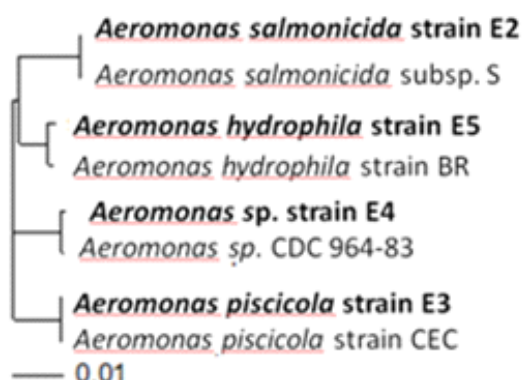 Aeromonas salmonicida strain E2
Aeromonas salmonicida subsp. S
Aeromonas hydrophila strain E5
Aeromonas hydrophila strain BR
Aeromonas sp. strain E4
Aeromonas sp. CDC 964-83
Aeromonas piscicola strain E3
Aeromonas piscicola strain CEC
0.01